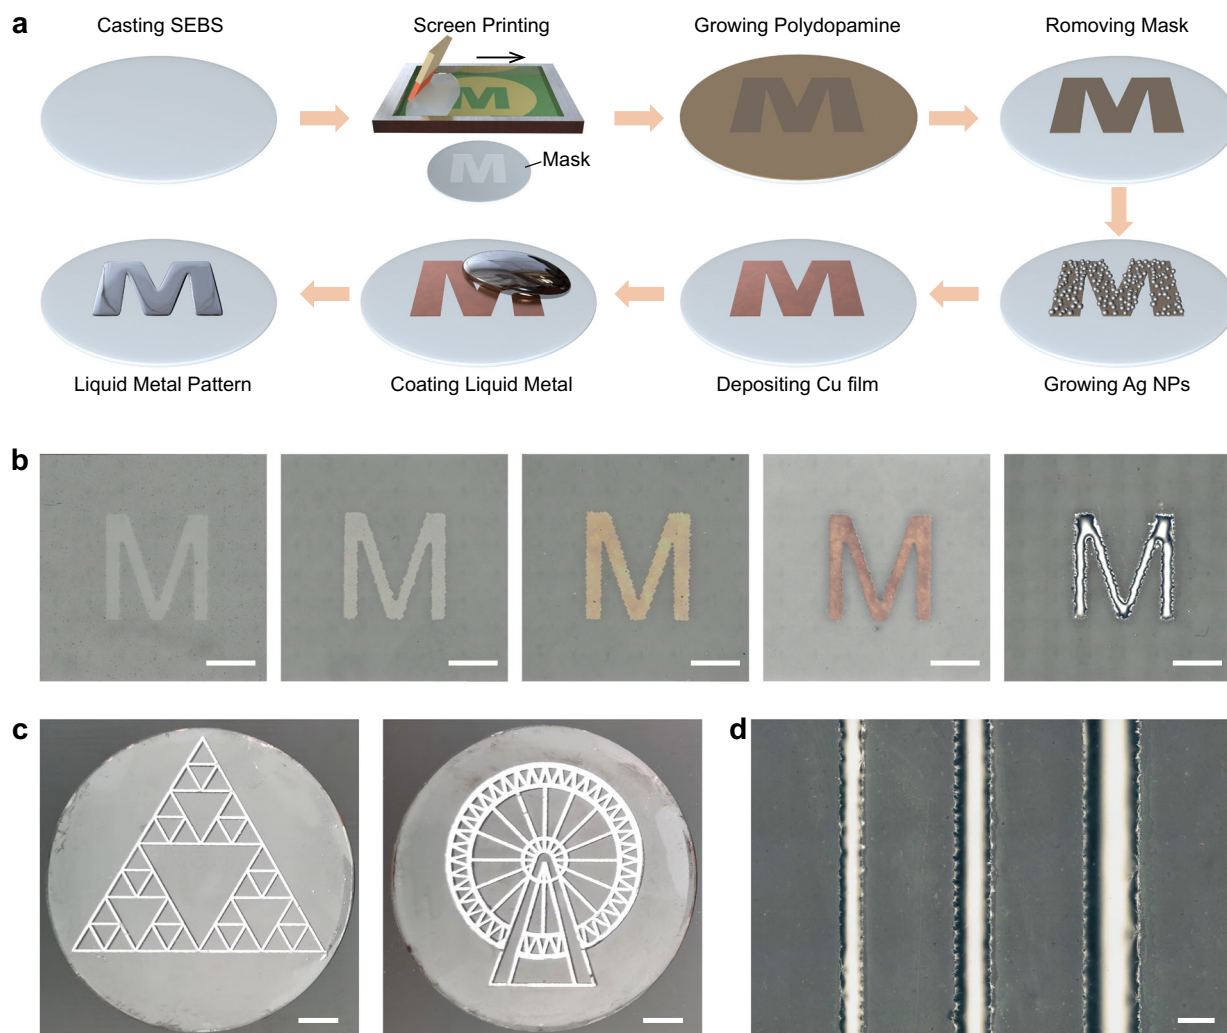 a
Casting SEBS
Screen Printing
Growing Polydopamine
Romoving Mask
M
Mask
M
M
M
M
M
M
M
Liquid Metal Pattern
Coating Liquid Metal
Depositing Cu film
Growing Ag NPs
b
M
M
M
M
M
c
d